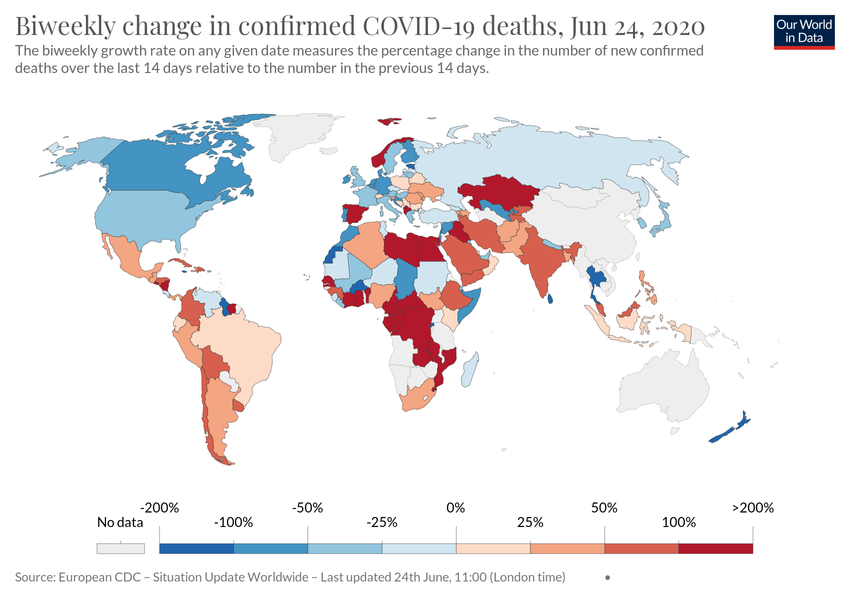 Biweekly change in confirmed COVID-19 deaths, Jun 24, 2020
Our World
in Data
The biweekly growth rate on any given date measures the percentage change in the number of new confirmed
deaths over the last 14 days relative to the number in the previous 14 days.
-200% -50% 0% 50% >200%
No data -100% -25% 25% 100%
Source: European CDC – Situation Update Worldwide – Last updated 24th June, 11:00 (London time) •